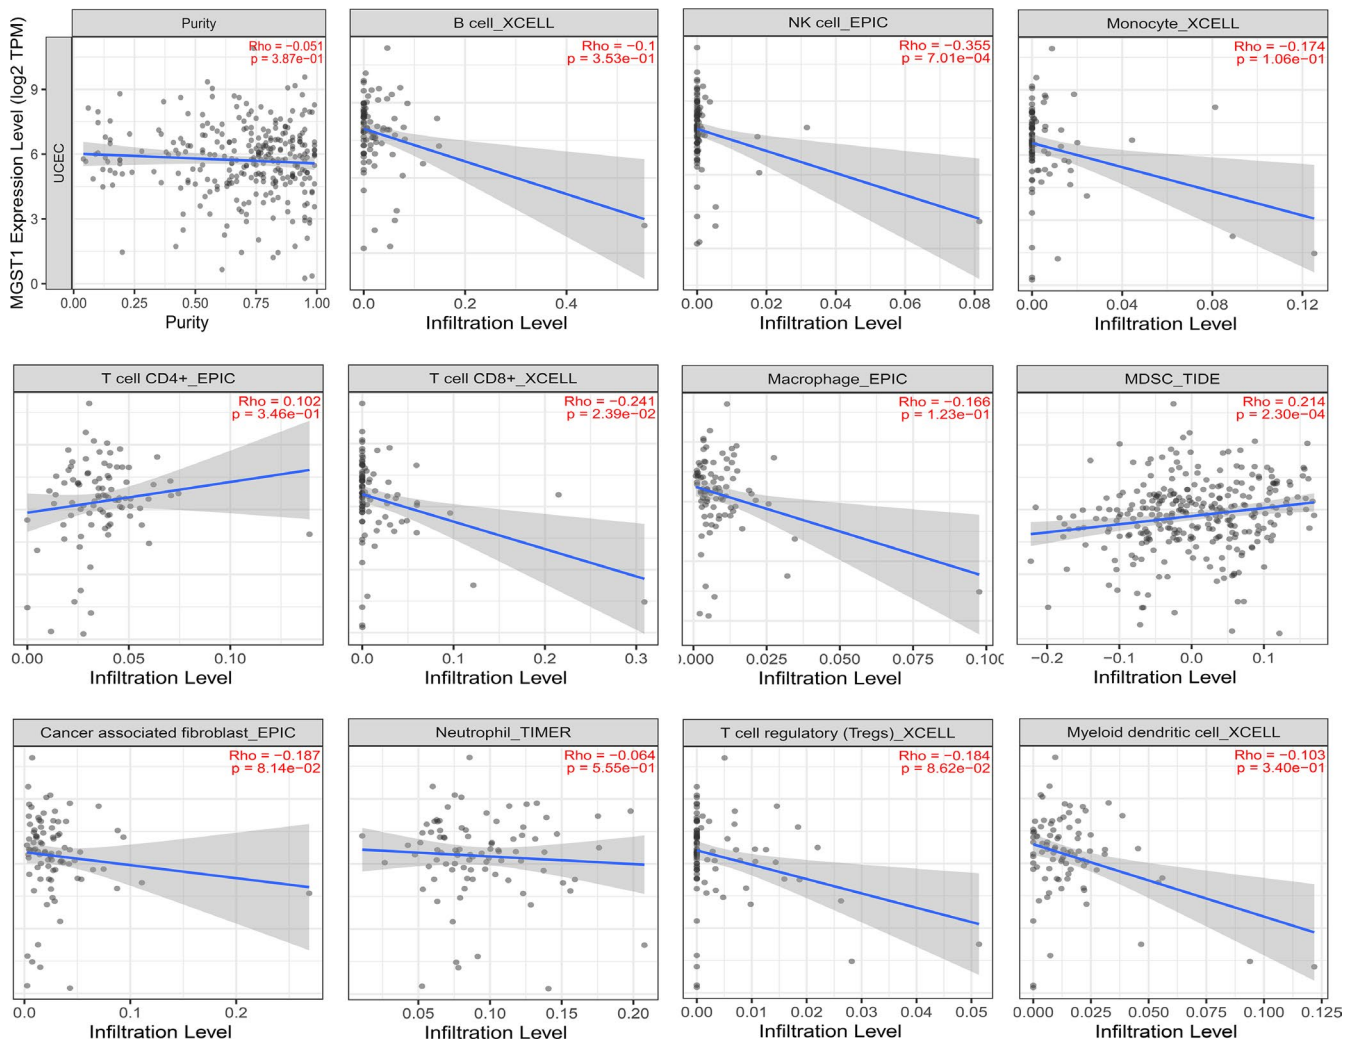 Purity
Rho = −0.051
p = 3.87e−01
MGST1 Expression Level (log2 TPM)
UCEC
9
6
3
0
0.00 0.25 0.50 0.75 1.00
Purity
B cell_XCELL
Rho = −0.1
p = 3.53e−01
0.0 0.2 0.4
Infiltration Level
NK cell_EPIC
Rho = −0.355
p = 7.01e−04
0.00 0.02 0.04 0.06 0.08
Infiltration Level
Monocyte_XCELL
Rho = −0.174
p = 1.06e−01
0.00 0.04 0.08 0.12
Infiltration Level
T cell CD4+_EPIC
Rho = 0.102
p = 3.46e−01
0.00 0.05 0.10
Infiltration Level
T cell CD8+_XCELL
Rho = −0.241
p = 2.39e−02
0.0 0.1 0.2 0.3
Infiltration Level
Macrophage_EPIC
Rho = −0.166
p = 1.23e−01
.000 0.025 0.050 0.075 0.100
Infiltration Level
MDSC_TIDE
Rho = 0.214
p = 2.30e−04
−0.2 −0.1 0.0 0.1
Infiltration Level
Cancer associated fibroblast_EPIC
Rho = −0.187
p = 8.14e−02
0.0 0.1 0.2
Infiltration Level
Neutrophil_TIMER
Rho = −0.064
p = 5.55e−01
0.05 0.10 0.15 0.20
Infiltration Level
T cell regulatory (Tregs)_XCELL
Rho = −0.184
p = 8.62e−02
0.00 0.01 0.02 0.03 0.04 0.05
Infiltration Level
Myeloid dendritic cell_XCELL
Rho = −0.103
p = 3.40e−01
0.000 0.025 0.050 0.075 0.100 0.125
Infiltration Level